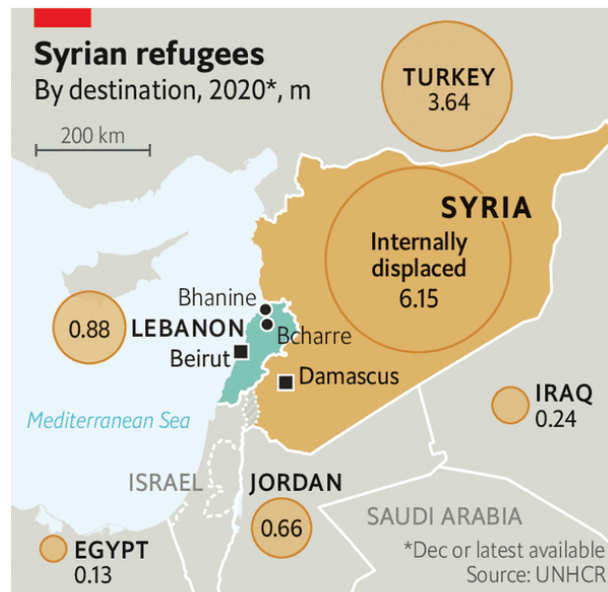 Syrian refugees
By destination, 2020*, m
200 km
TURKEY
3.64
SYRIA
Internally
displaced
6.15
Bhanine
0.88
LEBANON
Bcharre
Beirut
Damascus
IRAQ
0.24
Mediterranean Sea
ISRAEL
JORDAN
0.66
SAUDI ARABIA
EGYPT
0.13
*Dec or latest available
Source: UNHCR